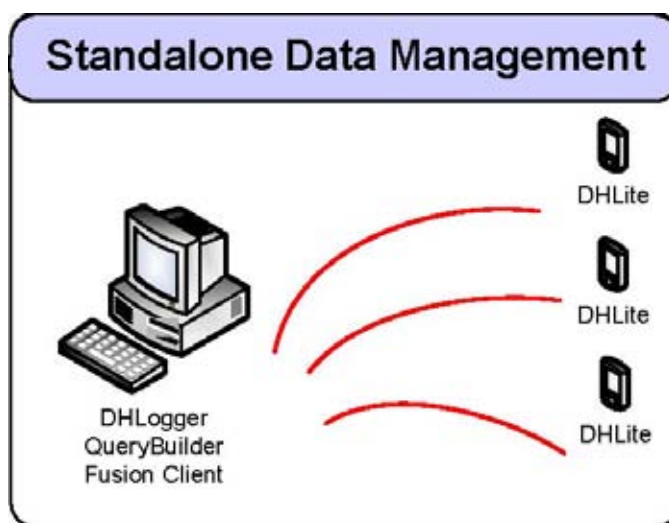 Standalone Data Management
DHLite
DHLite
DHLite
DHLogger
QueryBuilder
Fusion Client